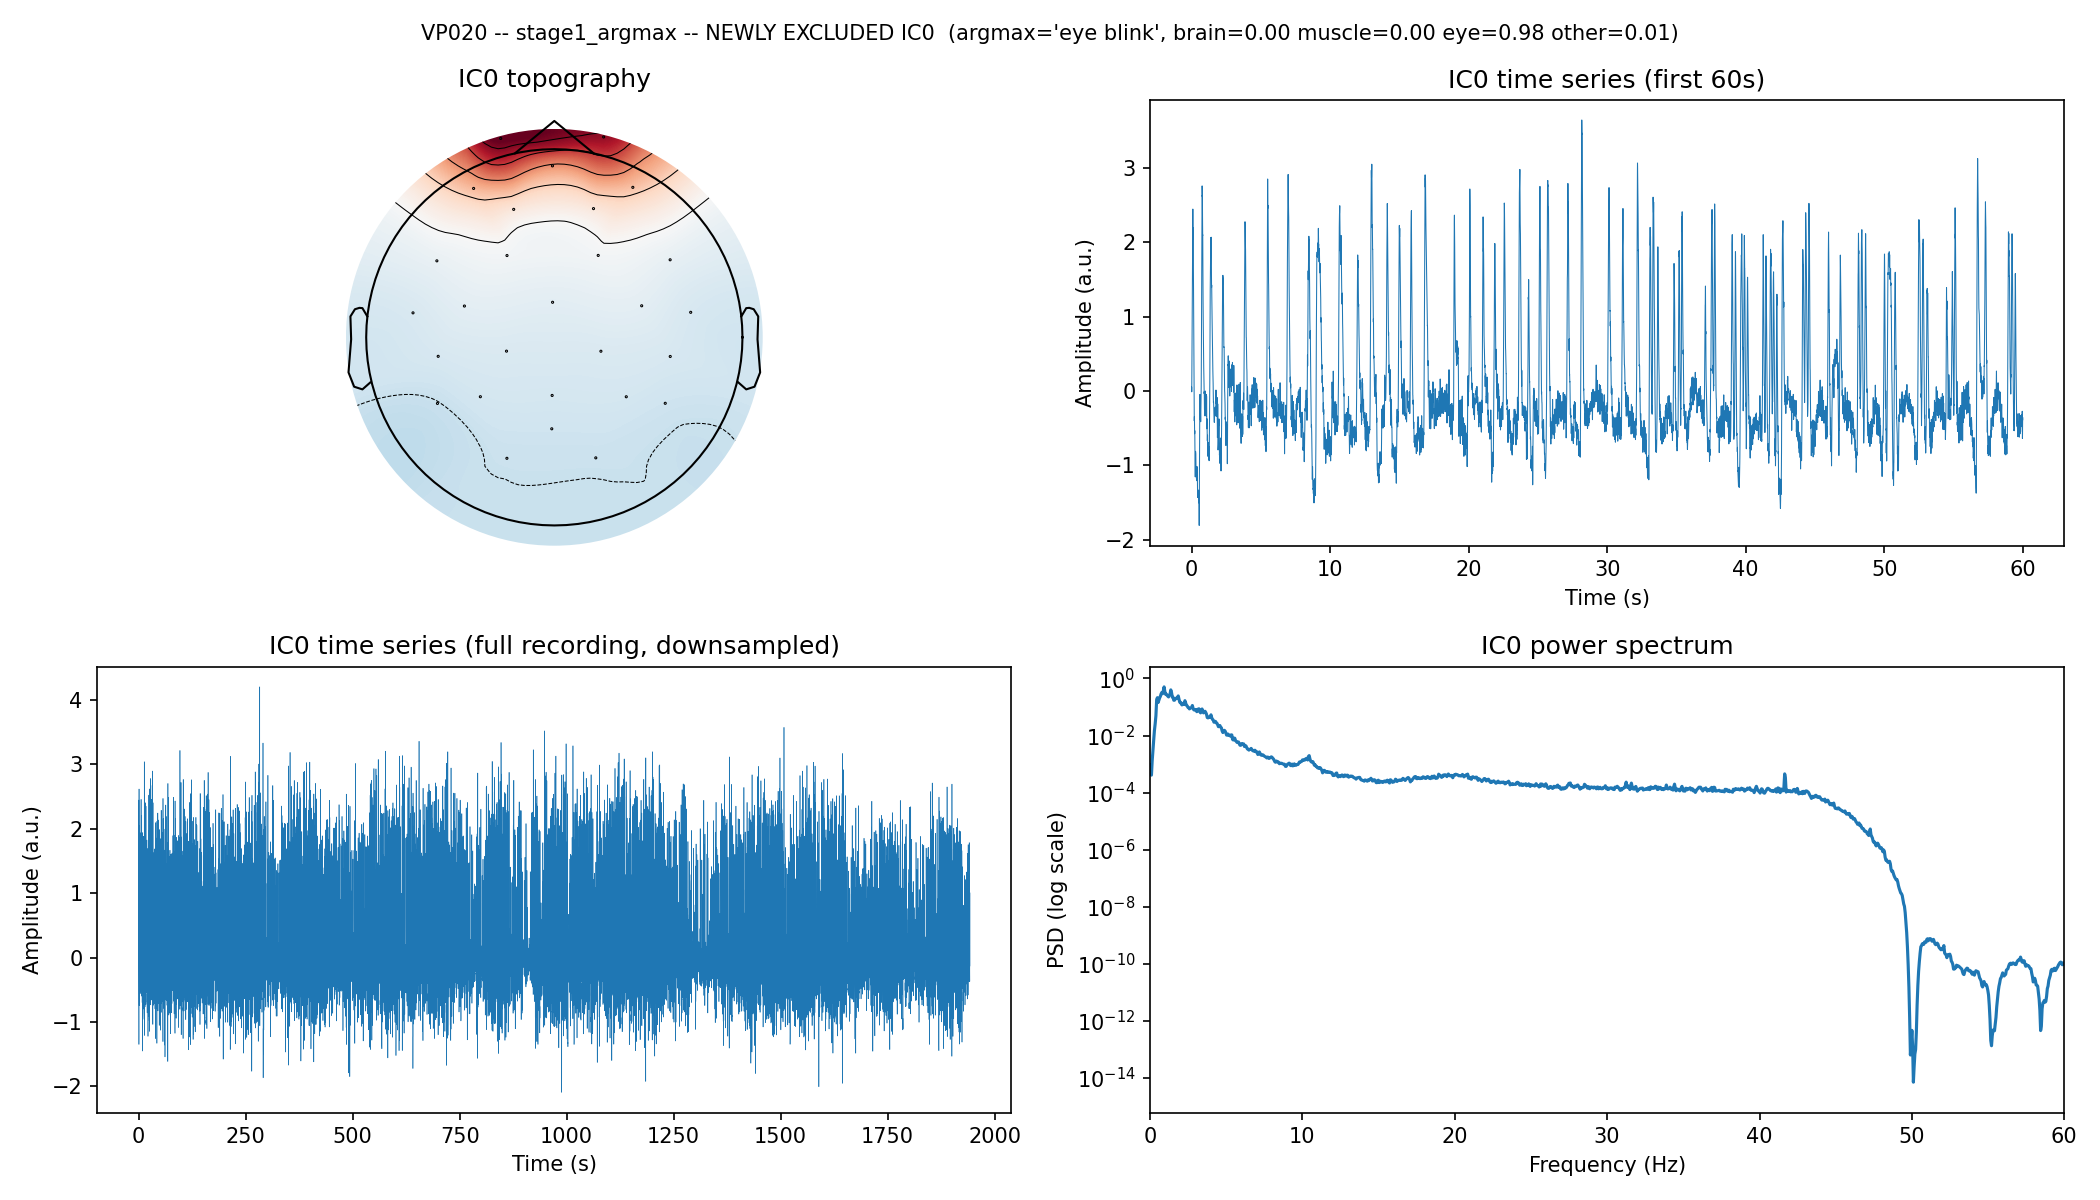 VP020 -- stage1_argmax -- NEWLY EXCLUDED IC0  (argmax='eye blink', brain=0.00 muscle=0.00 eye=0.98 other=0.01)
IC0 topography
IC0 time series (first 60s)
Amplitude (a.u.)
3
2
1
0
−1
−2
0 10 20 30 40 50 60
Time (s)
IC0 time series (full recording, downsampled)
Amplitude (a.u.)
4
3
2
1
0
−1
−2
0 250 500 750 1000 1250 1500 1750 2000
Time (s)
IC0 power spectrum
PSD (log scale)
10⁰
10⁻²
10⁻⁴
10⁻⁶
10⁻⁸
10⁻¹⁰
10⁻¹²
10⁻¹⁴
0 10 20 30 40 50 60
Frequency (Hz)